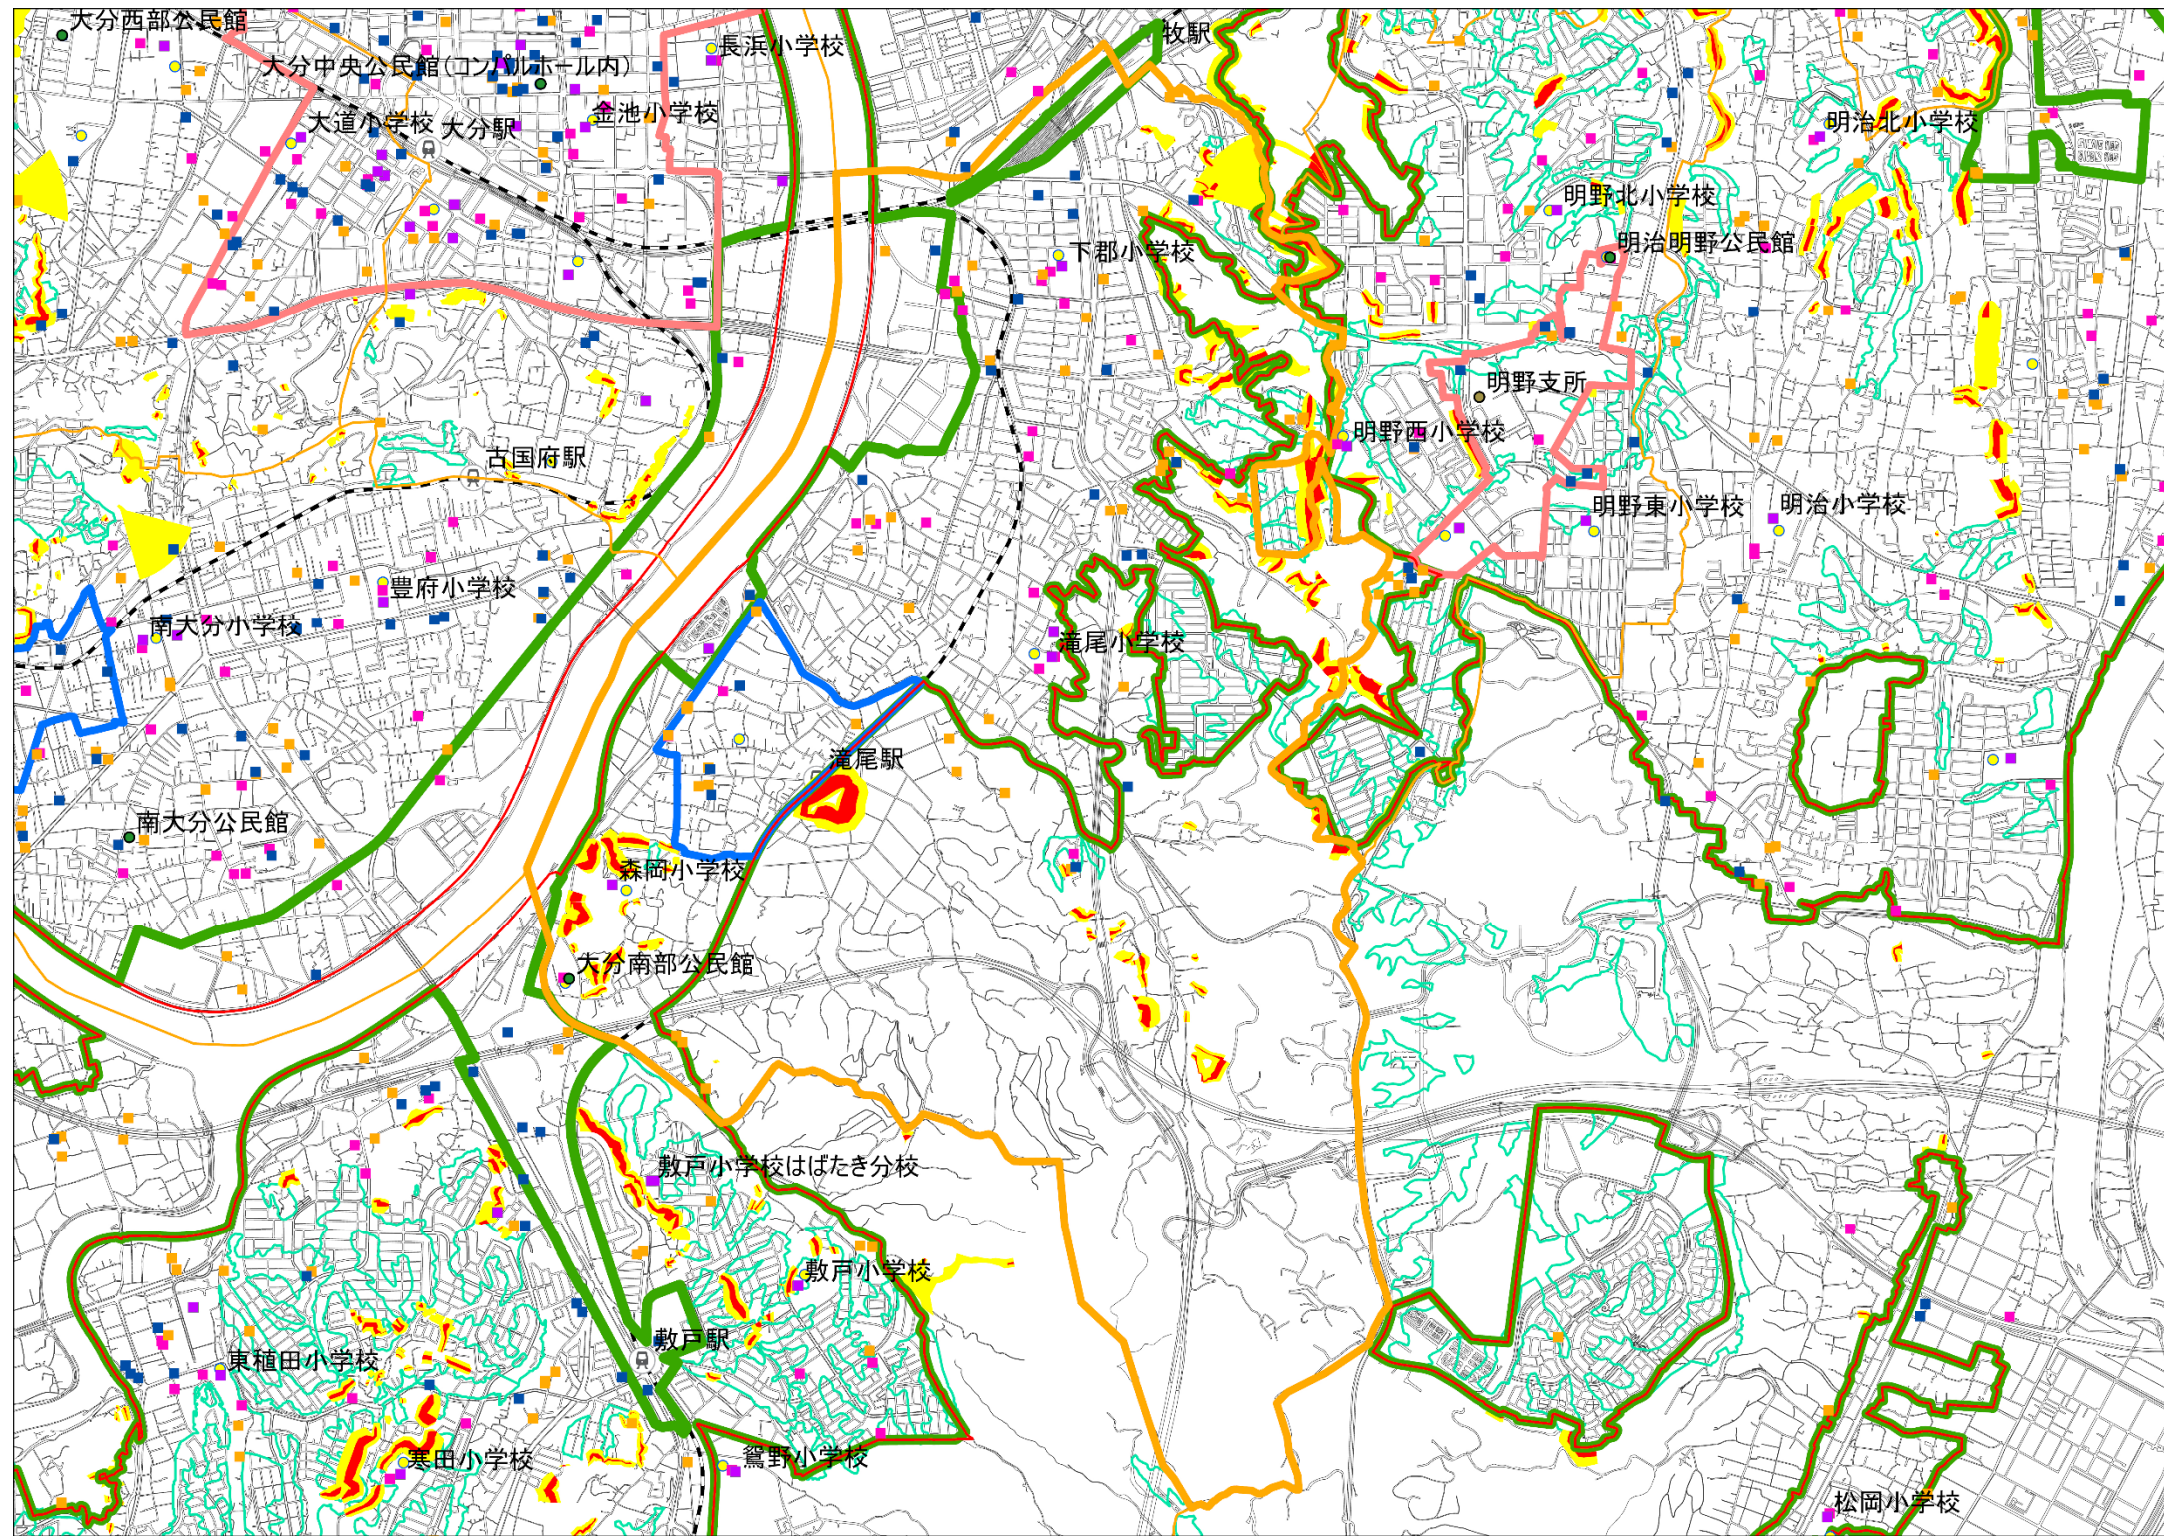 大分西部公民館
牧駅
長浜小学校
大分中央公民館(コンパルホール内)
金池小学校
大道小学校
大分駅
明治北小学校
明野北小学校
明治明野公民館
下郡小学校
明野支所
明野西小学校
古国府駅
明野東小学校
明治小学校
豊府小学校
南大分小学校
滝尾小学校
滝尾駅
南大分公民館
森岡小学校
大分南部公民館
敷戸小学校はばたき分校
敷戸小学校
敷戸駅
東稙田小学校
寒田小学校
鴛野小学校
松岡小学校